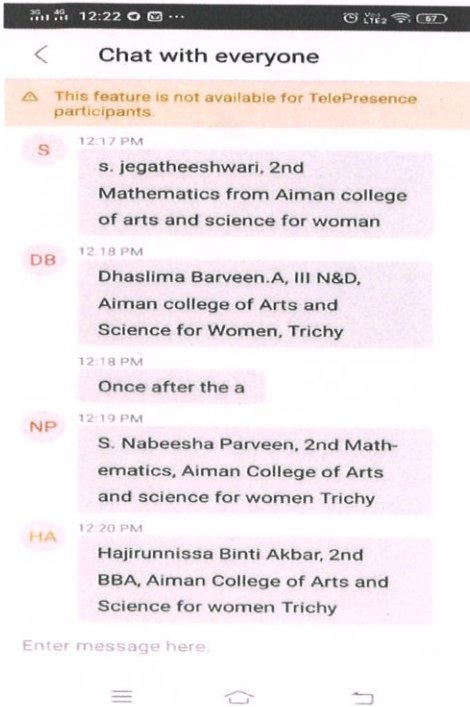 3G 4G 12:22
LTE2 67
Chat with everyone
This feature is not available for TelePresence
participants.
S
12:17 PM
s. jegatheeshwari, 2nd
Mathematics from Aiman college
of arts and science for woman
DB
12:18 PM
Dhaslima Barveen.A, III N&D,
Aiman college of Arts and
Science for Women, Trichy
12:18 PM
Once after the a
NP
12:19 PM
S. Nabeesha Parveen, 2nd Math-
ematics, Aiman College of Arts
and science for women Trichy
HA
12:20 PM
Hajirunnissa Binti Akbar, 2nd
BBA, Aiman College of Arts and
Science for women Trichy
Enter message here.